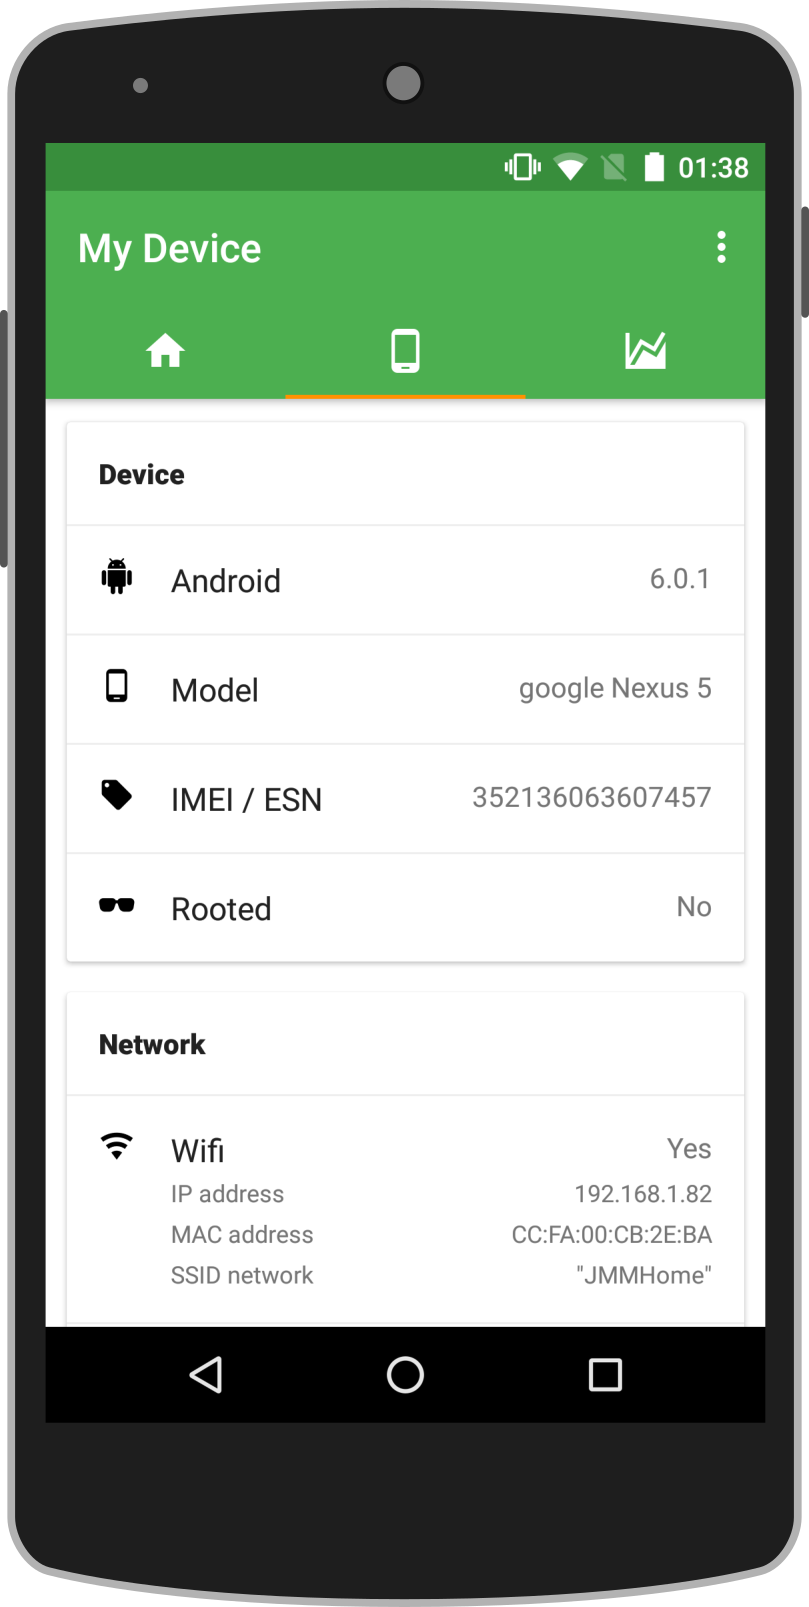 01:38
My Device
Device
Android 6.0.1
Model google Nexus 5
IMEI / ESN 352136063607457
Rooted No
Network
Wifi Yes
IP address 192.168.1.82
MAC address CC:FA:00:CB:2E:BA
SSID network "JMMHome"